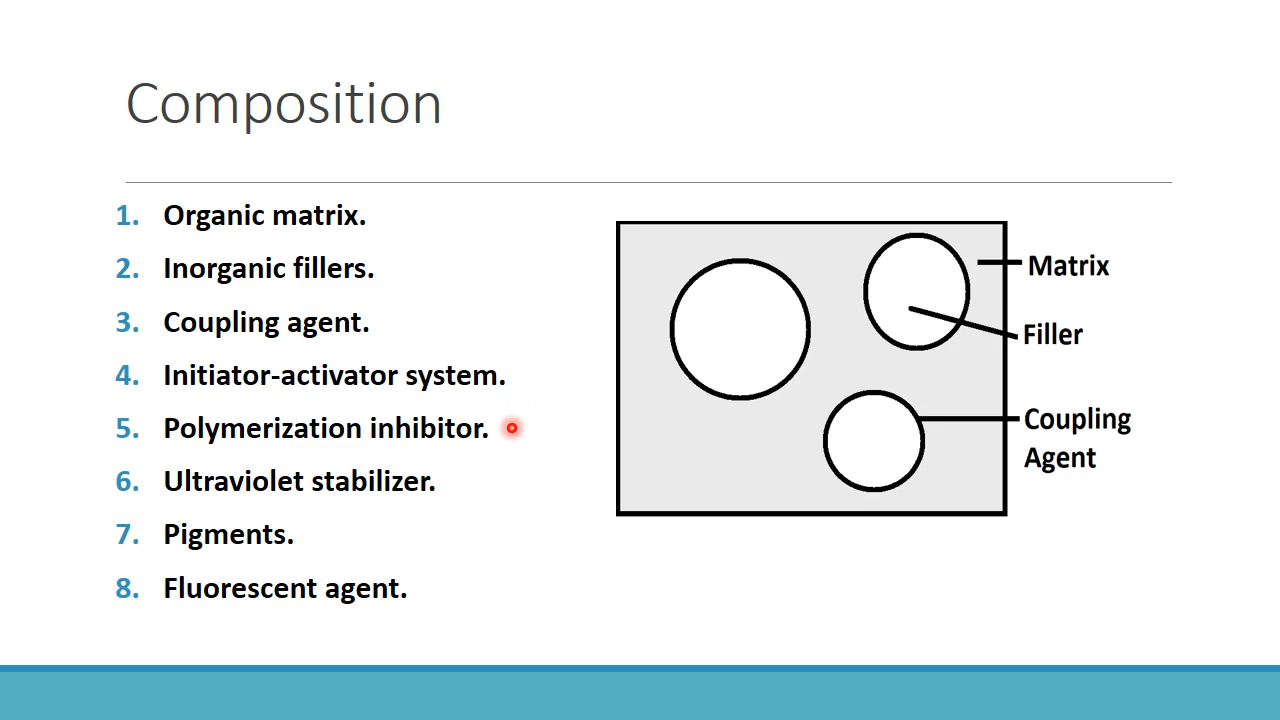 Composition
1. Organic matrix.
2. Inorganic fillers.
3. Coupling agent.
4. Initiator-activator system.
5. Polymerization inhibitor.
6. Ultraviolet stabilizer.
7. Pigments.
8. Fluorescent agent.
Matrix
Filler
Coupling
Agent